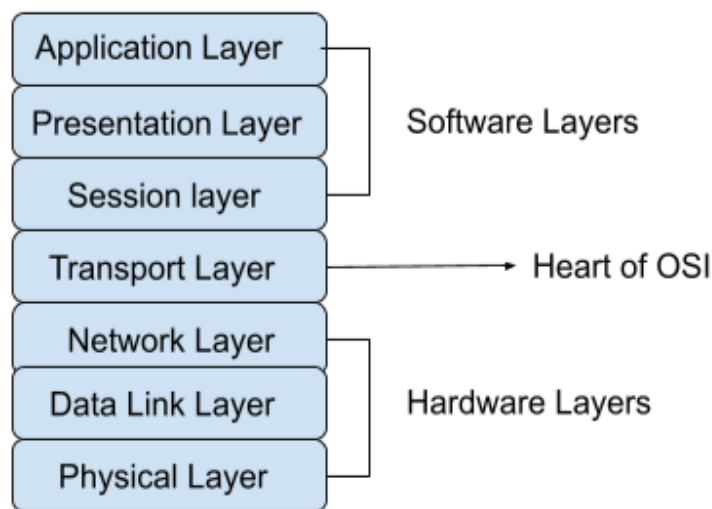 Application Layer
Presentation Layer
Software Layers
Session layer
Transport Layer
Heart of OSI
Network Layer
Data Link Layer
Hardware Layers
Physical Layer